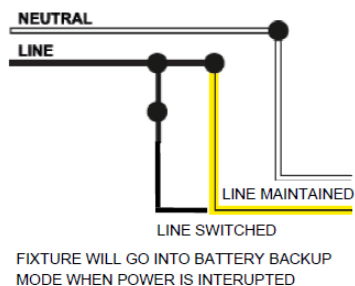 NEUTRAL
LINE
LINE MAINTAINED
LINE SWITCHED
FIXTURE WILL GO INTO BATTERY BACKUP
MODE WHEN POWER IS INTERUPTED